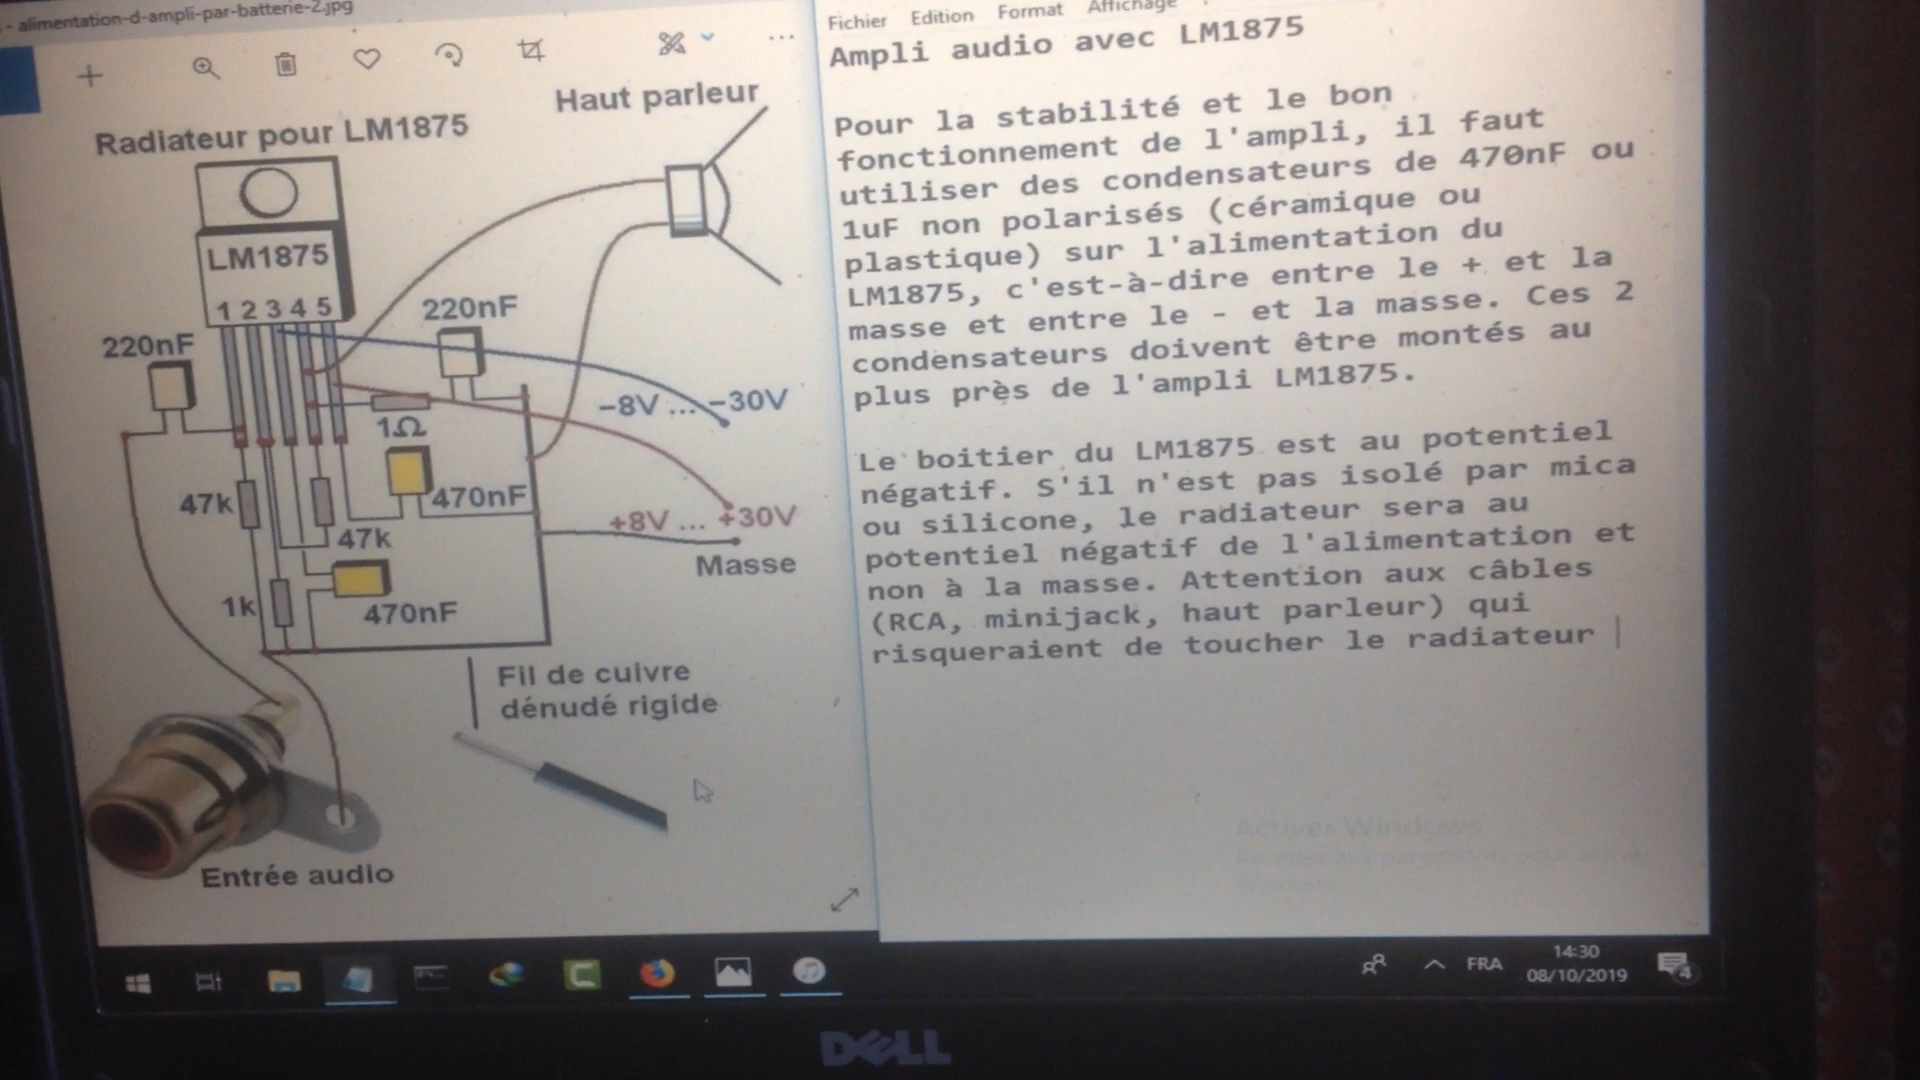 - alimentation-d-ampli-par-batterie-2.jpg
Haut parleur
Radiateur pour LM1875
LM1875
1 2 3 4 5
220nF
220nF
-8V ... -30V
1Ω
47k
470nF
+8V ... +30V
47k
Masse
1k
470nF
Fil de cuivre
dénudé rigide
Entrée audio
Fichier Edition Format Affichage
Ampli audio avec LM1875
Pour la stabilité et le bon
fonctionnement de l'ampli, il faut
utiliser des condensateurs de 470nF ou
1uF non polarisés (céramique ou
plastique) sur l'alimentation du
LM1875, c'est-à-dire entre le + et la
masse et entre le - et la masse. Ces 2
condensateurs doivent être montés au
plus près de l'ampli LM1875.
Le boitier du LM1875 est au potentiel
négatif. S'il n'est pas isolé par mica
ou silicone, le radiateur sera au
potentiel négatif de l'alimentation et
non à la masse. Attention aux câbles
(RCA, minijack, haut parleur) qui
risqueraient de toucher le radiateur
Activer Windows
FRA
14:30
08/10/2019
4
DELL